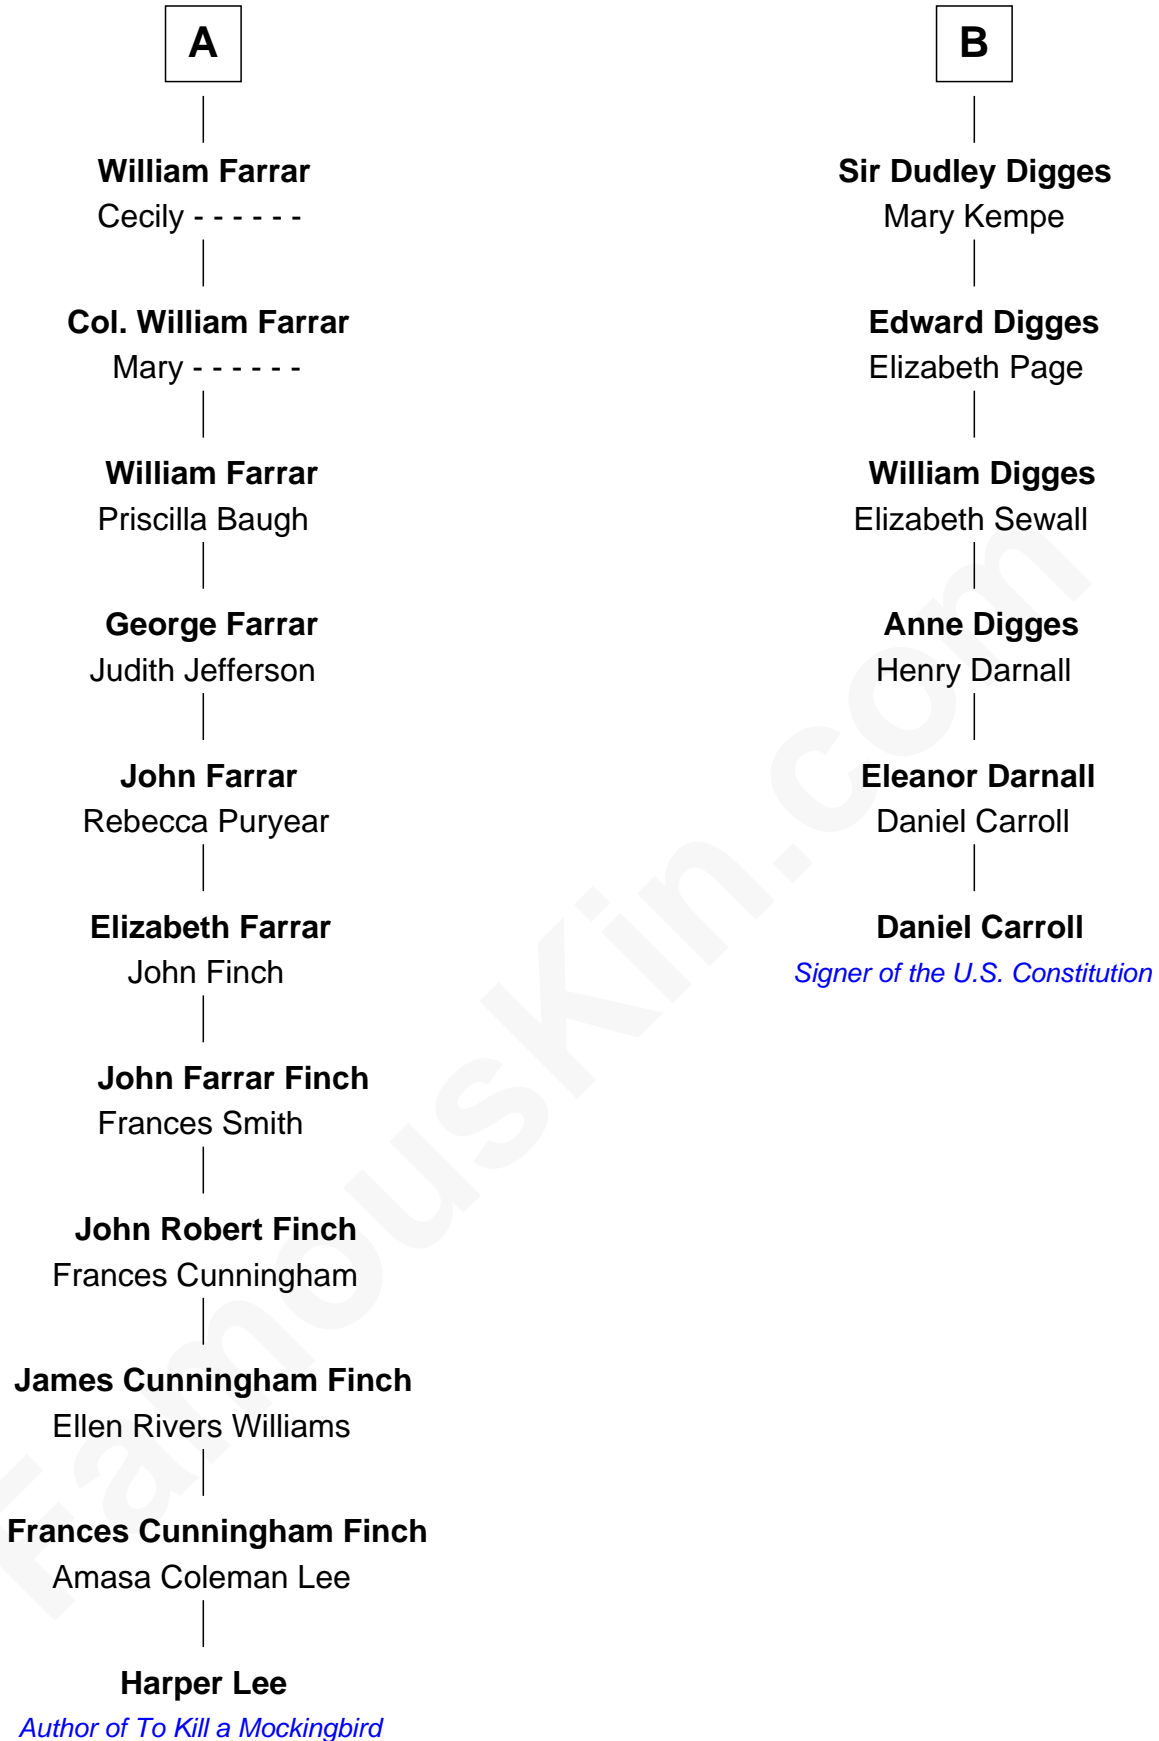 A
William Farrar
Cecily - - - - - -
Col. William Farrar
Mary - - - - - -
William Farrar
Priscilla Baugh
George Farrar
Judith Jefferson
John Farrar
Rebecca Puryear
Elizabeth Farrar
John Finch
John Farrar Finch
Frances Smith
John Robert Finch
Frances Cunningham
James Cunningham Finch
Ellen Rivers Williams
Frances Cunningham Finch
Amasa Coleman Lee
Harper Lee
Author of To Kill a Mockingbird
B
Sir Dudley Digges
Mary Kempe
Edward Digges
Elizabeth Page
William Digges
Elizabeth Sewall
Anne Digges
Henry Darnall
Eleanor Darnall
Daniel Carroll
Daniel Carroll
Signer of the U.S. Constitution
FamousKin.com